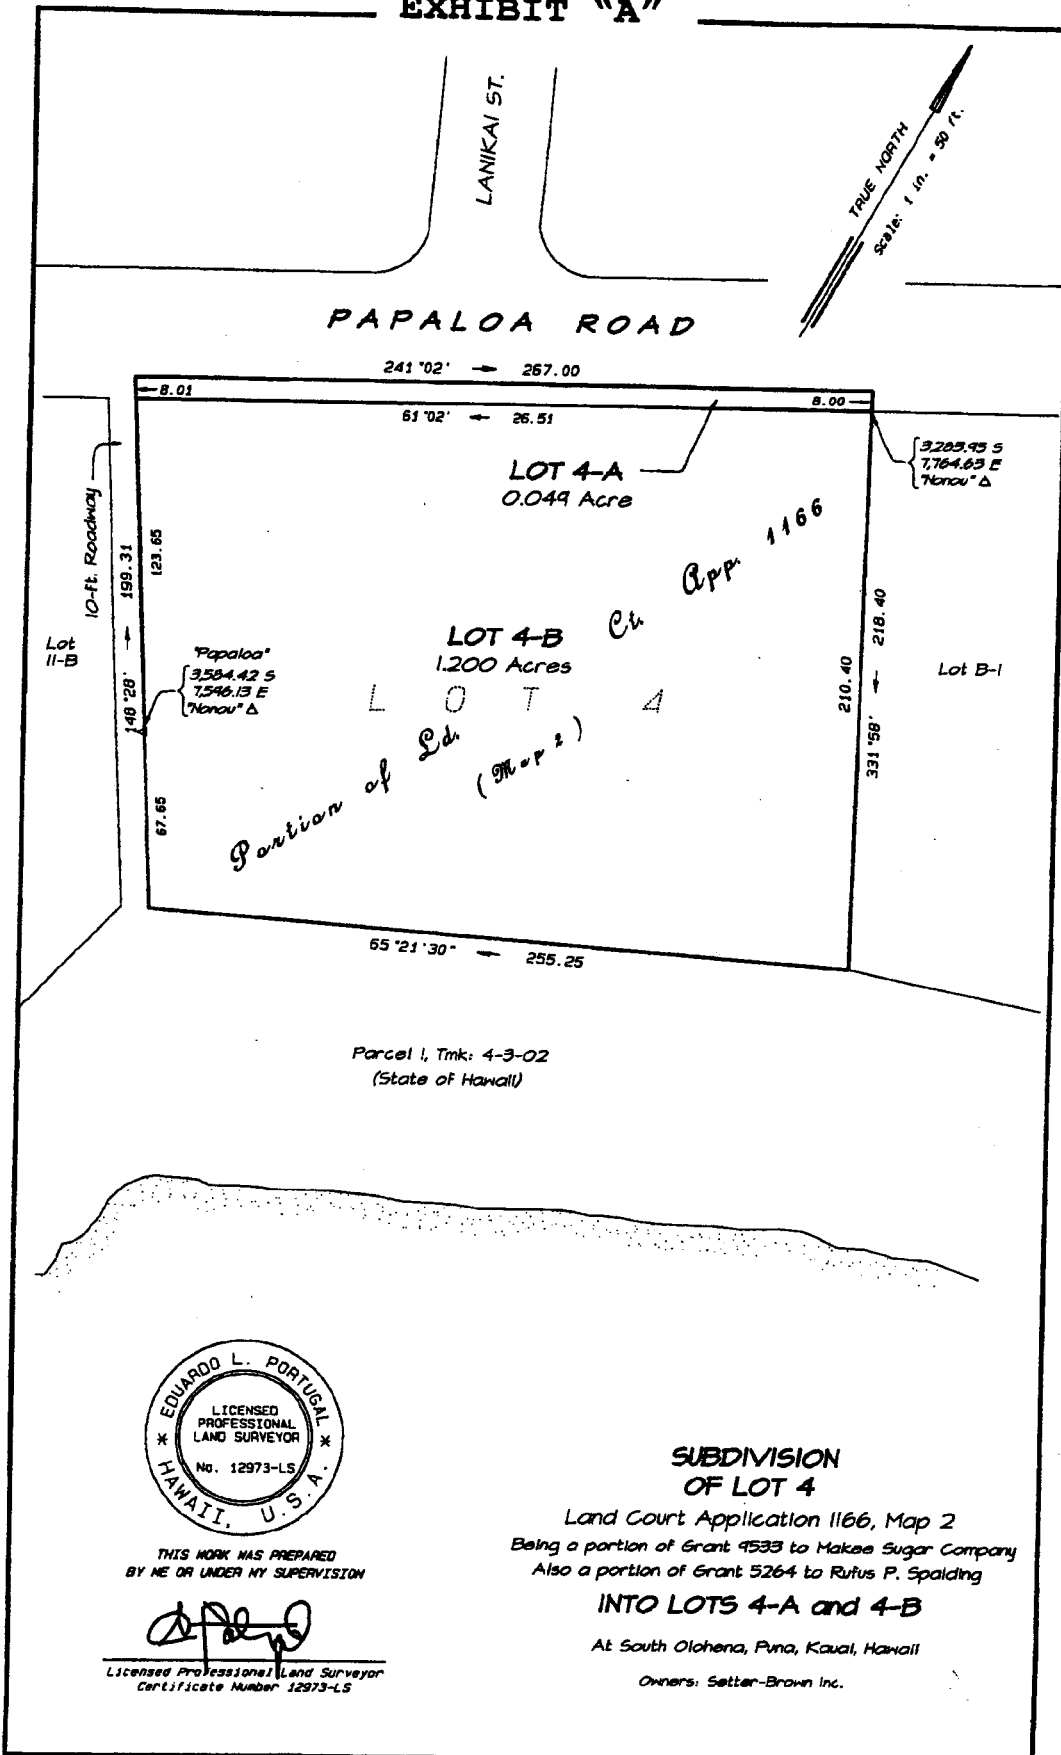 EXHIBIT "A"
LANIKAI ST.
TRUE NORTH
Scale: 1 in. = 50 ft.
PAPALOA ROAD
241°02' 267.00
8.01
8.00
61°02' 26.51
3,285.95 S
7,764.63 E
"Nonou" Δ
LOT 4-A
0.049 Acre
10-ft. Roadway
148°28' 199.31
123.65
Lot
11-B
"Papaloa"
3,584.42 S
7,546.13 E
"Nonou" Δ
67.65
LOT 4-B
1.200 Acres
LOT 4
Portion of Ld. Ct. App. 1166
(Map 2)
210.40
331°58' 218.40
Lot B-1
65°21'30" 255.25
Parcel 1, Tmk: 4-3-02
(State of Hawaii)
EDUARDO L. PORTUGAL
* HAWAII, U.S.A. *
LICENSED
PROFESSIONAL
LAND SURVEYOR
No. 12973-LS
THIS WORK WAS PREPARED
BY ME OR UNDER MY SUPERVISION
Licensed Professional Land Surveyor
Certificate Number 12973-LS
SUBDIVISION
OF LOT 4
Land Court Application 1166, Map 2
Being a portion of Grant 9533 to Makee Sugar Company
Also a portion of Grant 5264 to Rufus P. Spalding
INTO LOTS 4-A and 4-B
At South Olohena, Puna, Kauai, Hawaii
Owners: Setter-Brown Inc.